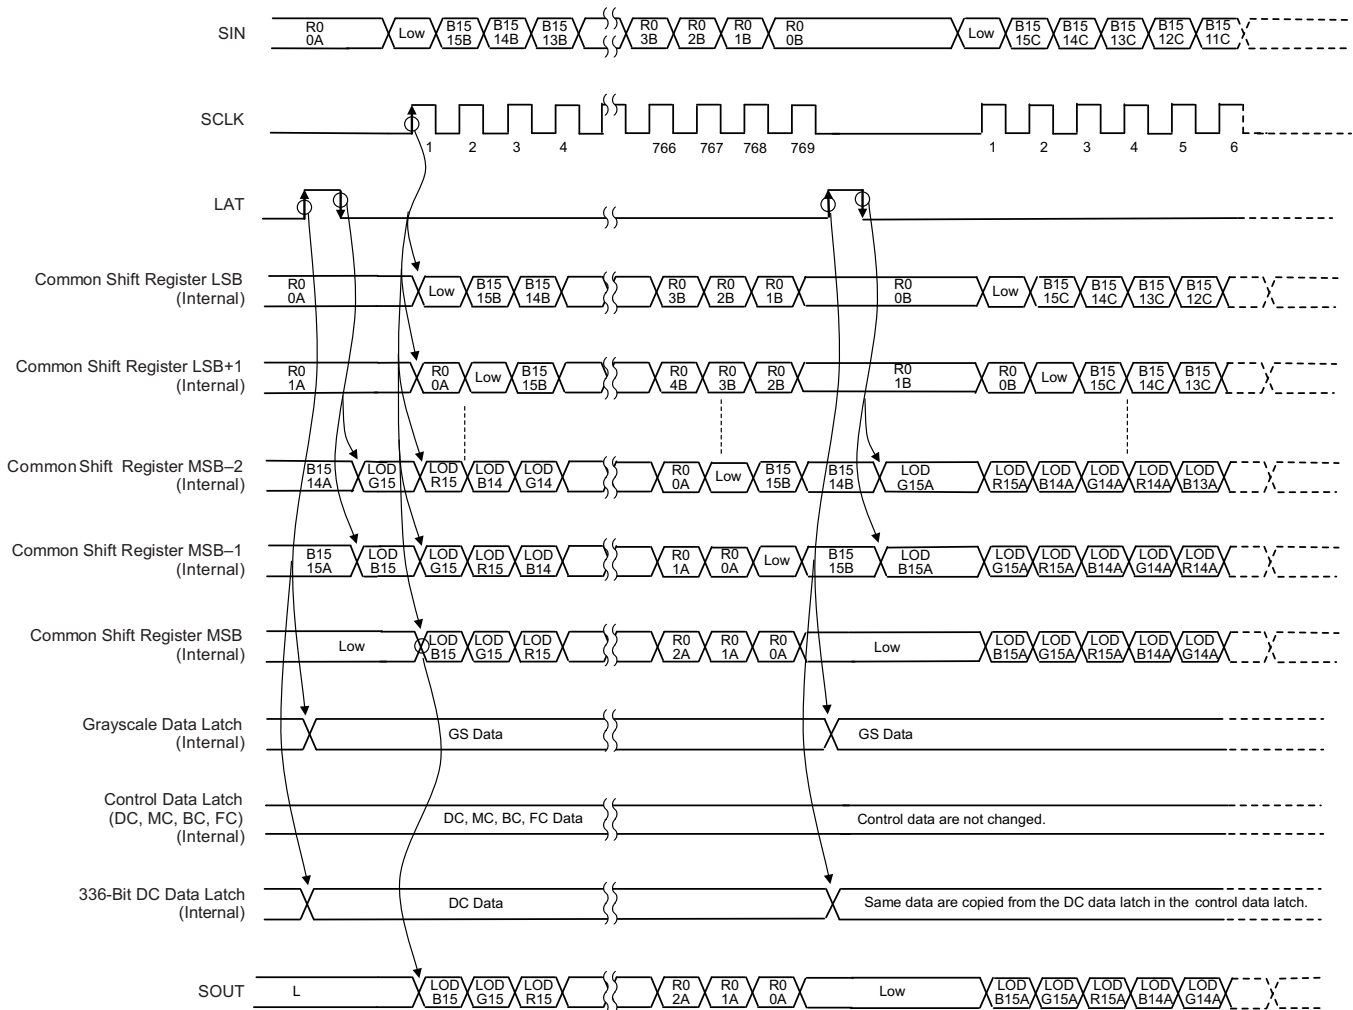 SIN
R0
0A
Low
B15
15B
B15
14B
B15
13B
R0
3B
R0
2B
R0
1B
R0
0B
Low
B15
15C
B15
14C
B15
13C
B15
12C
B15
11C
SCLK
1 2 3 4 766 767 768 769 1 2 3 4 5 6
LAT
Common Shift Register LSB
(Internal)
R0
0A
Low
B15
15B
B15
14B
R0
3B
R0
2B
R0
1B
R0
0B
Low
B15
15C
B15
14C
B15
13C
B15
12C
Common Shift Register LSB+1
(Internal)
R0
1A
R0
0A
Low
B15
15B
R0
4B
R0
3B
R0
2B
R0
1B
R0
0B
Low
B15
15C
B15
14C
B15
13C
Common Shift Register MSB–2
(Internal)
B15
14A
LOD
G15
LOD
R15
LOD
B14
LOD
G14
R0
0A
Low
B15
15B
B15
14B
LOD
G15A
LOD
R15A
LOD
B14A
LOD
G14A
LOD
R14A
LOD
B13A
Common Shift Register MSB–1
(Internal)
B15
15A
LOD
B15
LOD
G15
LOD
R15
LOD
B14
R0
1A
R0
0A
Low
B15
15B
LOD
B15A
LOD
G15A
LOD
R15A
LOD
B14A
LOD
G14A
LOD
R14A
Common Shift Register MSB
(Internal)
Low
LOD
B15
LOD
G15
LOD
R15
R0
2A
R0
1A
R0
0A
Low
LOD
B15A
LOD
G15A
LOD
R15A
LOD
B14A
LOD
G14A
Grayscale Data Latch
(Internal)
GS Data
GS Data
Control Data Latch
(DC, MC, BC, FC)
(Internal)
DC, MC, BC, FC Data
Control data are not changed.
336-Bit DC Data Latch
(Internal)
DC Data
Same data are copied from the DC data latch in the control data latch.
SOUT
L
LOD
B15
LOD
G15
LOD
R15
R0
2A
R0
1A
R0
0A
Low
LOD
B15A
LOD
G15A
LOD
R15A
LOD
B14A
LOD
G14A